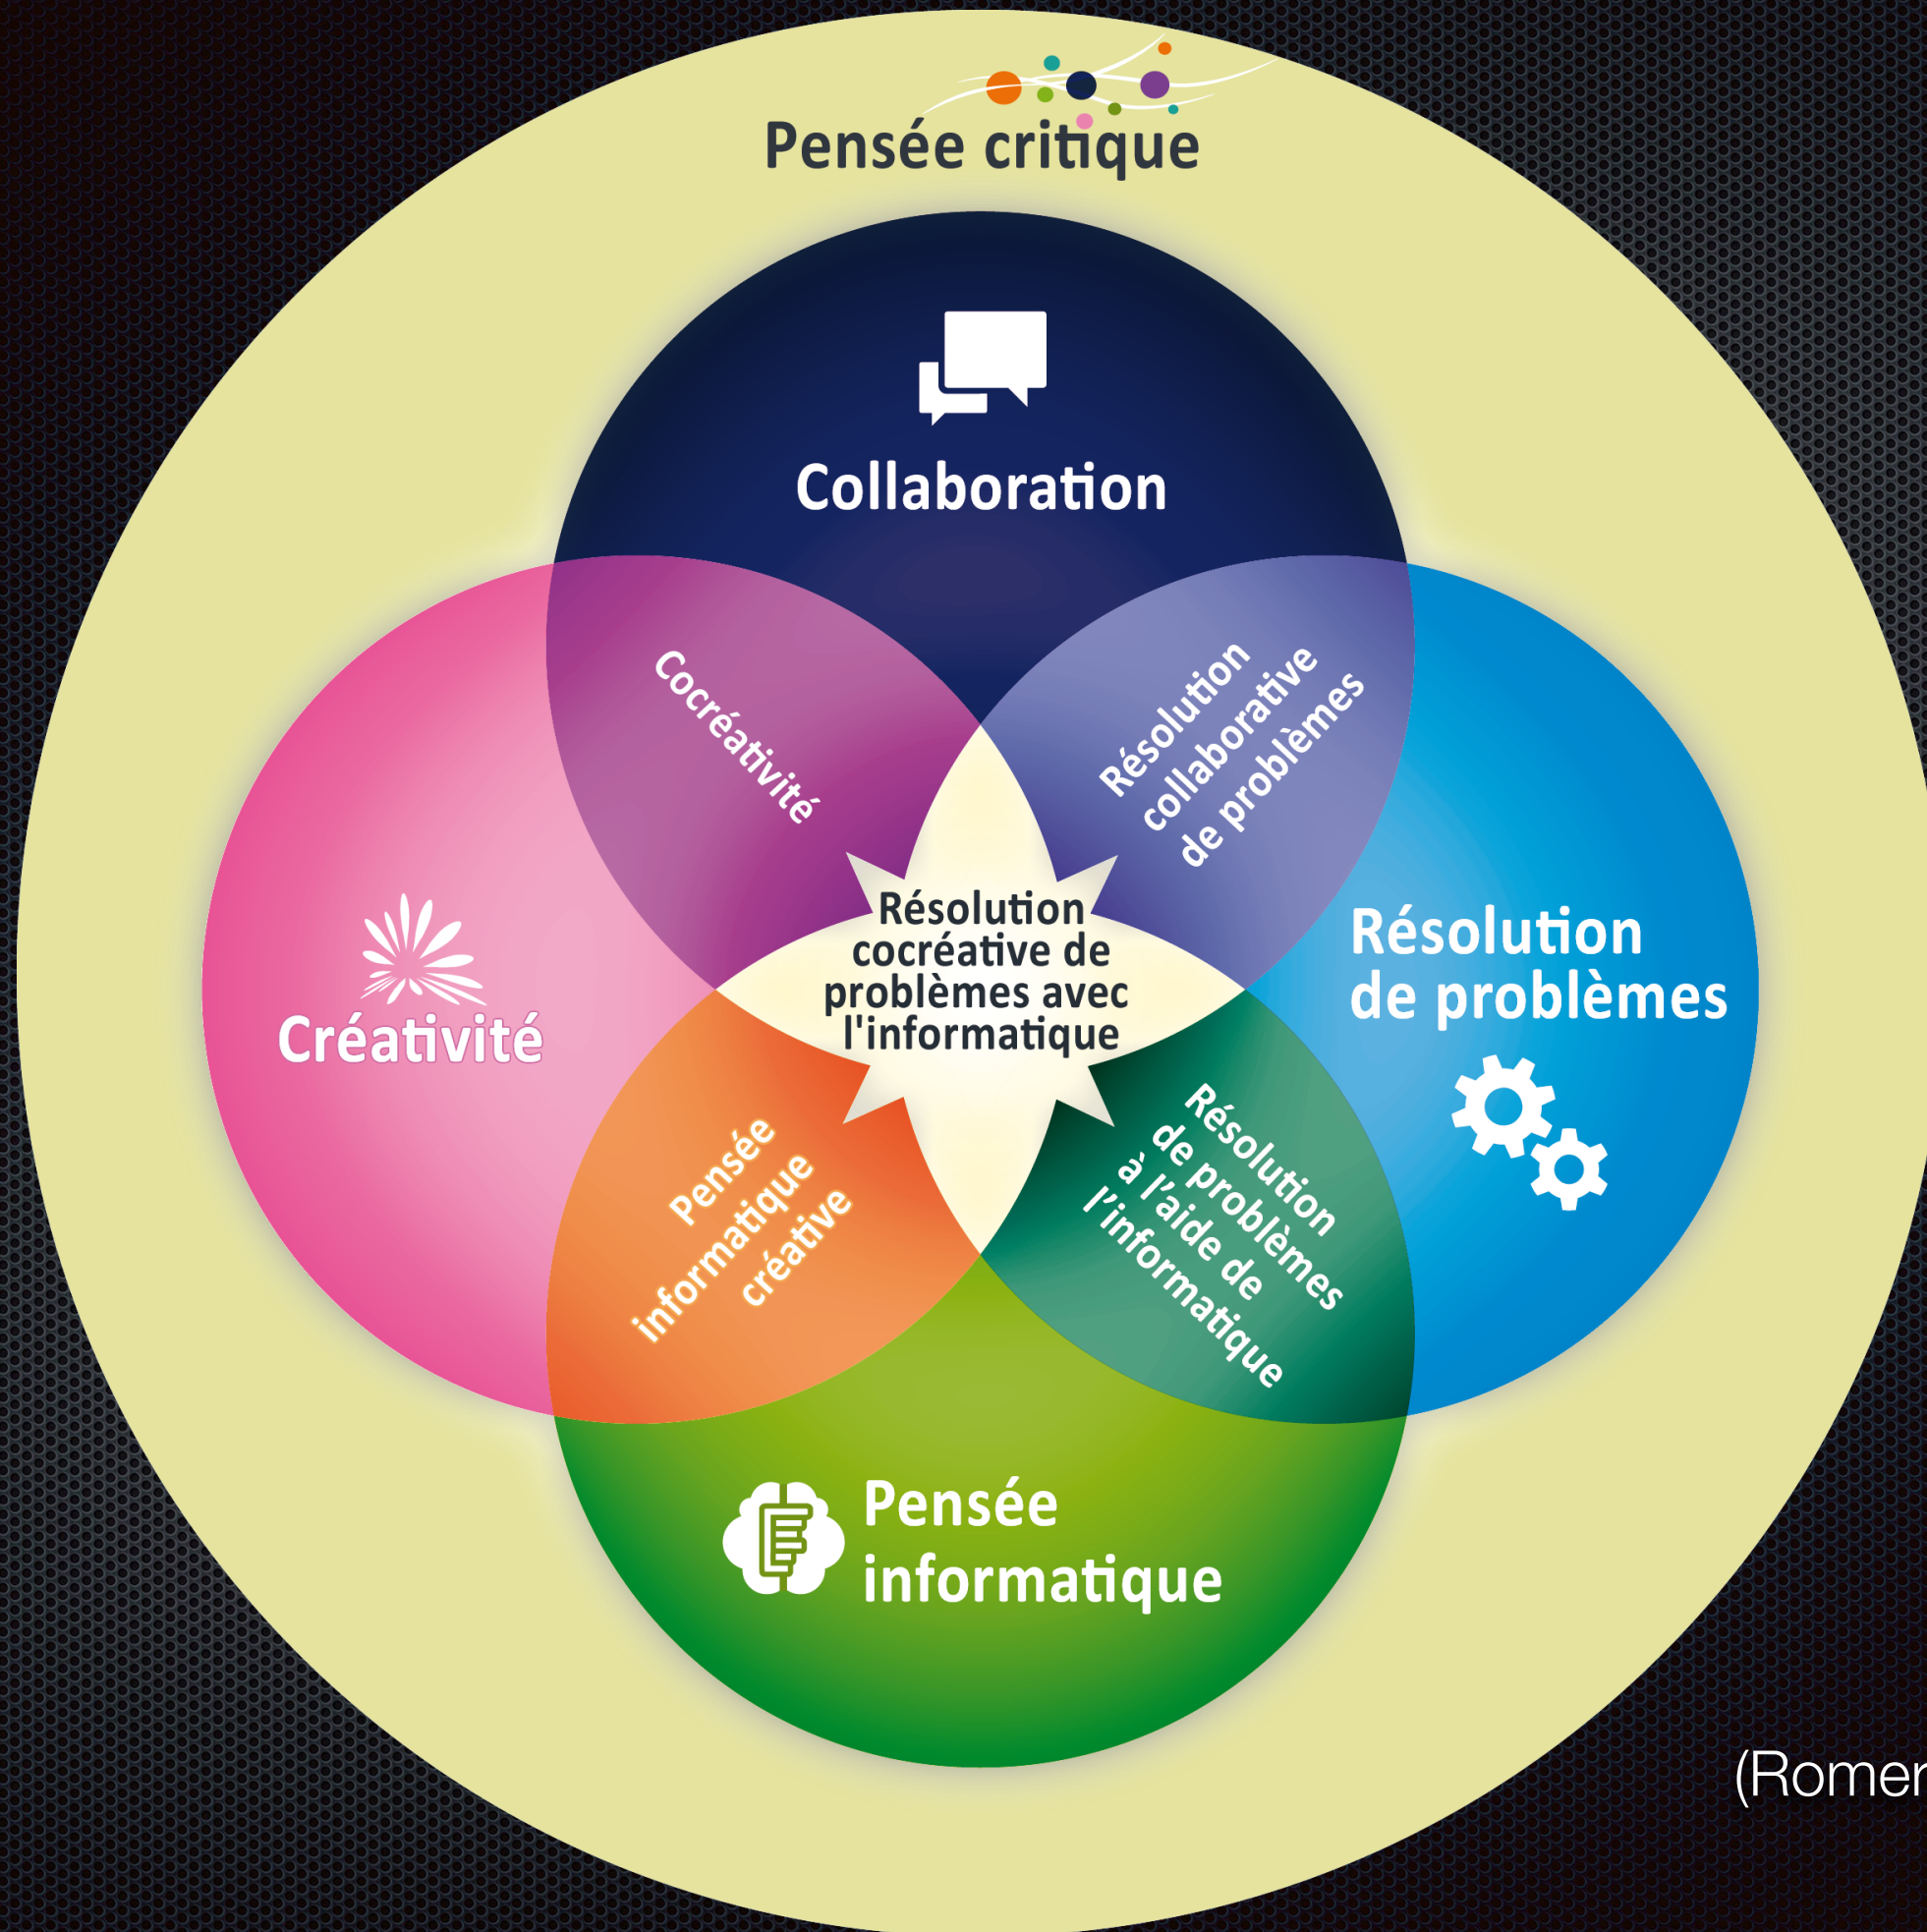 Pensée critique
Collaboration
Cocréativité
Résolution
collaborative
de problèmes
Créativité
Résolution
cocréative de
problèmes avec
l'informatique
Résolution
de problèmes
Pensée
informatique
créative
Résolution
de problèmes
à l'aide de
l'informatique
Pensée
informatique
(Romer